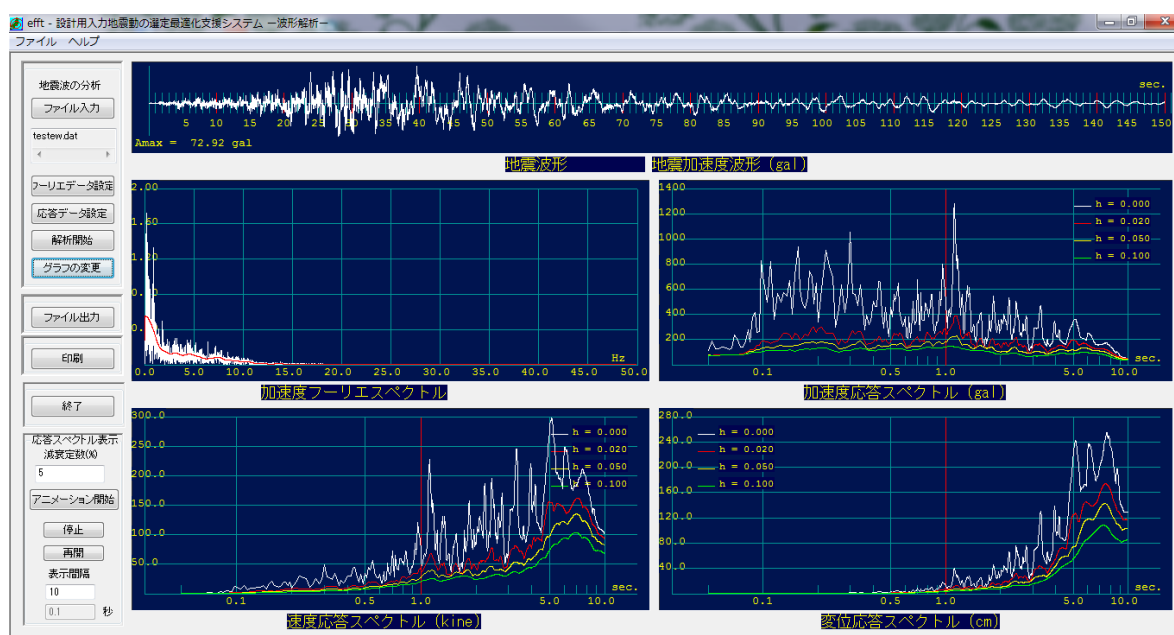 efft - 設計用入力地震動の選定最適化支援システム ー波形解析ー
ファイル ヘルプ
地震波の分析
ファイル入力
testew.dat
フーリエデータ設定
応答データ設定
解析開始
グラフの変更
ファイル出力
印刷
終了
応答スペクトル表示
減衰定数(%)
5
アニメーション開始
停止
再開
表示間隔
10
0.1 秒
sec.
5 10 15 20 25 30 35 40 45 50 55 60 65 70 75 80 85 90 95 100 105 110 115 120 125 130 135 140 145 150
Amax = 72.92 gal
地震波形 地震加速度波形 (gal)
2.00
1.60
1.20
Hz
0.0 5.0 10.0 15.0 20.0 25.0 30.0 35.0 40.0 45.0 50.0
加速度フーリエスペクトル
1400
1200
1000
800
600
400
200
h = 0.000
h = 0.020
h = 0.050
h = 0.100
sec.
0.1 0.5 1.0 5.0 10.0
加速度応答スペクトル (gal)
300.0
250.0
200.0
150.0
100.0
50.0
h = 0.000
h = 0.020
h = 0.050
h = 0.100
sec.
0.1 0.5 1.0 5.0 10.0
速度応答スペクトル (kine)
280.0
240.0
200.0
160.0
120.0
80.0
40.0
h = 0.000
h = 0.020
h = 0.050
h = 0.100
sec.
0.1 0.5 1.0 5.0 10.0
変位応答スペクトル (cm)